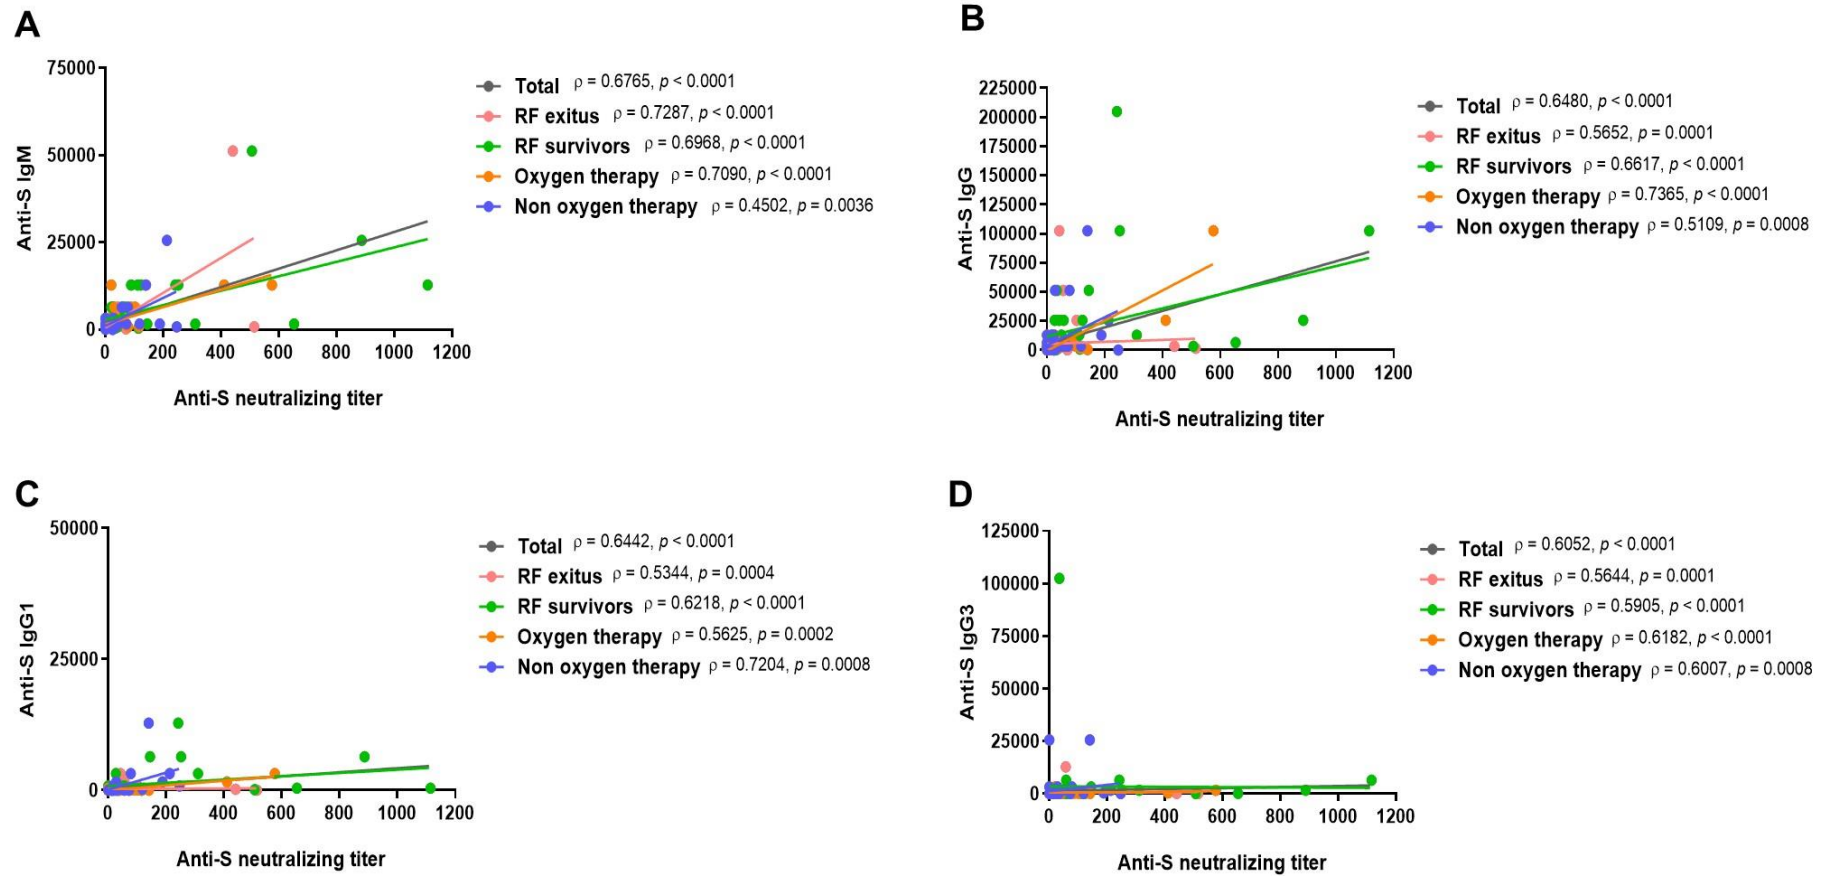 A
75000
50000
25000
0
0 200 400 600 800 1000 1200
Anti-S IgM
Anti-S neutralizing titer
Total ρ = 0.6765, p < 0.0001
RF exitus ρ = 0.7287, p < 0.0001
RF survivors ρ = 0.6968, p < 0.0001
Oxygen therapy ρ = 0.7090, p < 0.0001
Non oxygen therapy ρ = 0.4502, p = 0.0036
B
225000
200000
175000
150000
125000
100000
75000
50000
25000
0
0 200 400 600 800 1000 1200
Anti-S IgG
Anti-S neutralizing titer
Total ρ = 0.6480, p < 0.0001
RF exitus ρ = 0.5652, p = 0.0001
RF survivors ρ = 0.6617, p < 0.0001
Oxygen therapy ρ = 0.7365, p < 0.0001
Non oxygen therapy ρ = 0.5109, p = 0.0008
C
50000
25000
0
0 200 400 600 800 1000 1200
Anti-S IgG1
Anti-S neutralizing titer
Total ρ = 0.6442, p < 0.0001
RF exitus ρ = 0.5344, p = 0.0004
RF survivors ρ = 0.6218, p < 0.0001
Oxygen therapy ρ = 0.5625, p = 0.0002
Non oxygen therapy ρ = 0.7204, p = 0.0008
D
125000
100000
75000
50000
25000
0
0 200 400 600 800 1000 1200
Anti-S IgG3
Anti-S neutralizing titer
Total ρ = 0.6052, p < 0.0001
RF exitus ρ = 0.5644, p = 0.0001
RF survivors ρ = 0.5905, p < 0.0001
Oxygen therapy ρ = 0.6182, p < 0.0001
Non oxygen therapy ρ = 0.6007, p = 0.0008